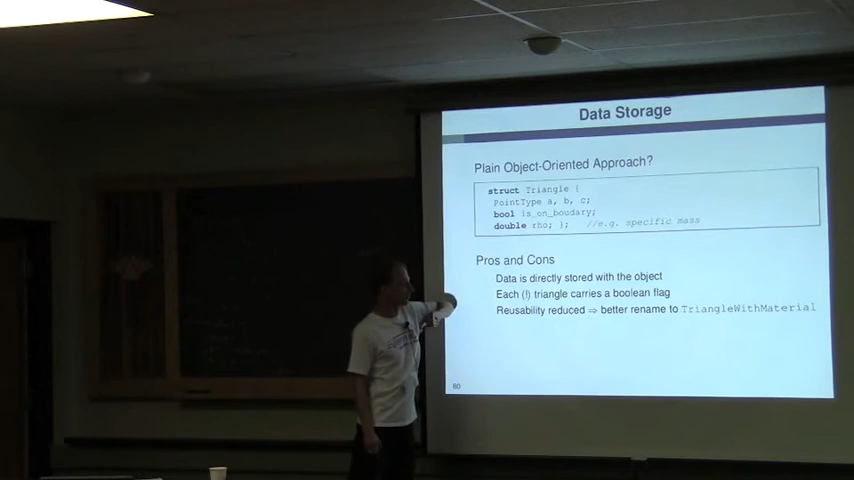 Data Storage
Plain Object-Oriented Approach?
struct Triangle {
PointType a, b, c;
bool is_on_boudary;
double rho; }; //e.g. specific mass
Pros and Cons
Data is directly stored with the object
Each (!) triangle carries a boolean flag
Reusability reduced ⇒ better rename to TriangleWithMaterial
80